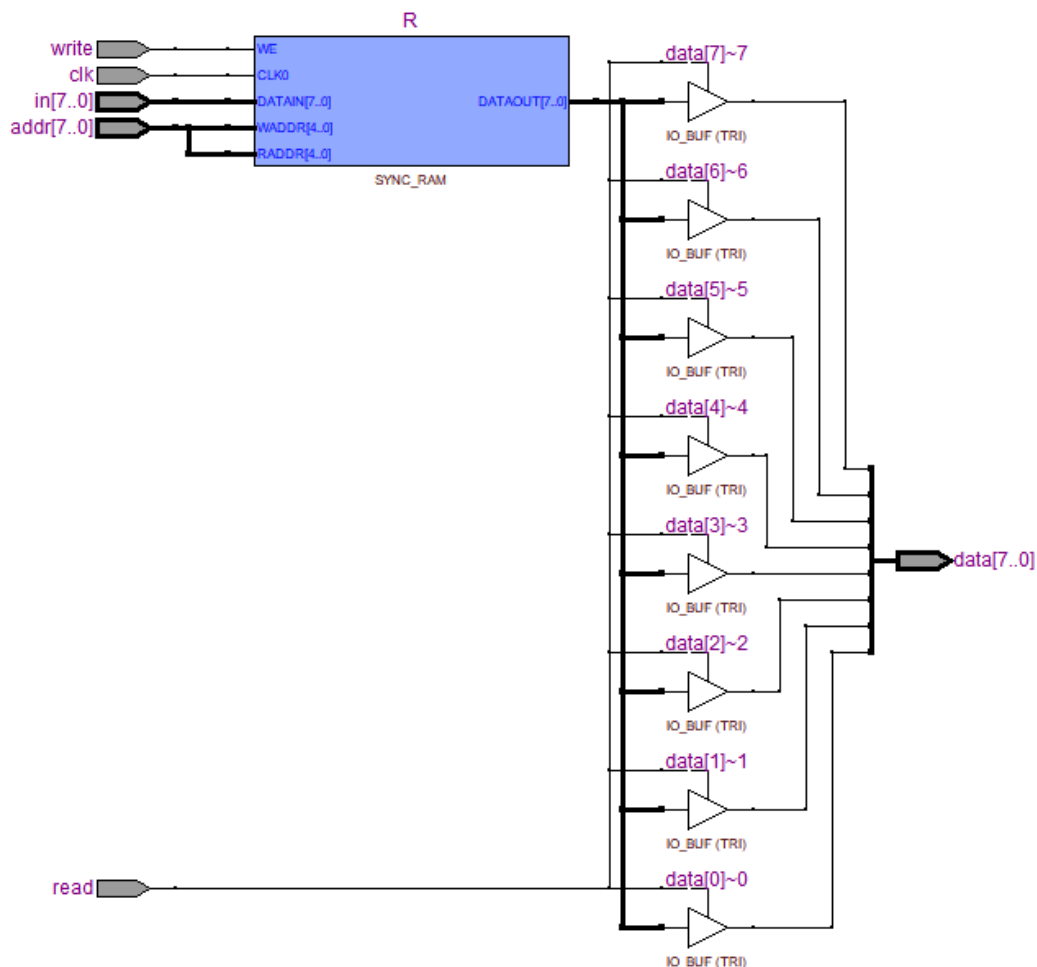 R
write
clk
in[7..0]
addr[7..0]
WE
CLK0
DATAIN[7..0]
WADDR[4..0]
RADDR[4..0]
DATAOUT[7..0]
SYNC_RAM
data[7]~7
IO_BUF (TRI)
data[6]~6
IO_BUF (TRI)
data[5]~5
IO_BUF (TRI)
data[4]~4
IO_BUF (TRI)
data[3]~3
IO_BUF (TRI)
data[7..0]
data[2]~2
IO_BUF (TRI)
data[1]~1
IO_BUF (TRI)
read
data[0]~0
IO_BUF (TRI)